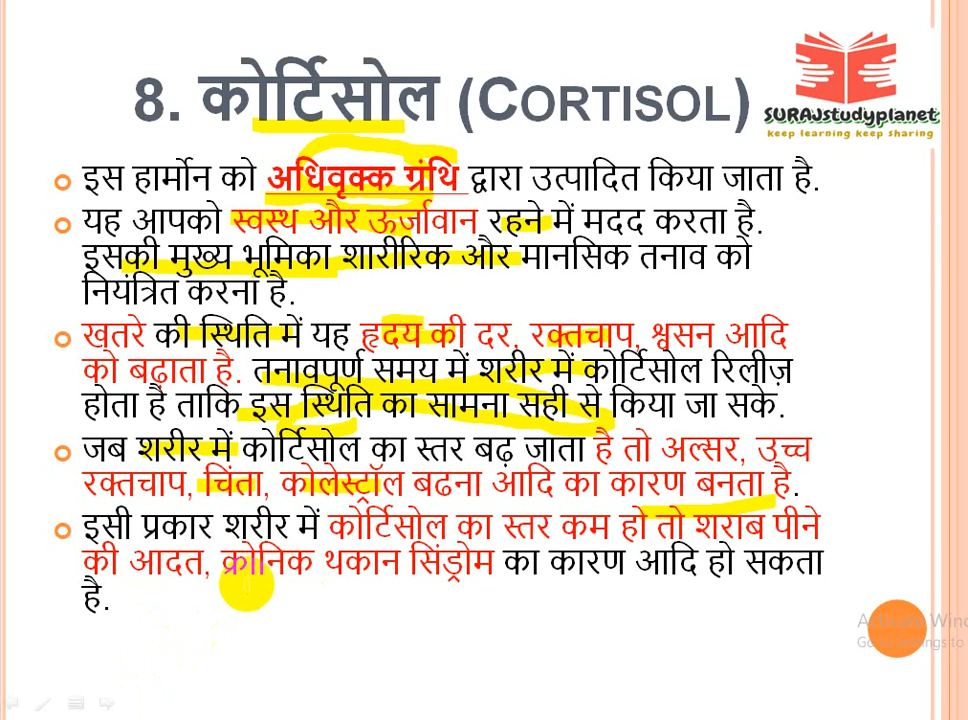 8. कोर्टिसोल (CORTISOL)
SURAJstudyplanet
keep learning keep sharing
इस हार्मोन को अधिवृक्क ग्रंथि द्वारा उत्पादित किया जाता है.
यह आपको स्वस्थ और ऊर्जावान रहने में मदद करता है.
इसकी मुख्य भूमिका शारीरिक और मानसिक तनाव को
नियंत्रित करना है.
खतरे की स्थिति में यह हृदय की दर, रक्तचाप, श्वसन आदि
को बढ़ाता है. तनावपूर्ण समय में शरीर में कोर्टिसोल रिलीज़
होता है ताकि इस स्थिति का सामना सही से किया जा सके.
जब शरीर में कोर्टिसोल का स्तर बढ़ जाता है तो अल्सर, उच्च
रक्तचाप, चिंता, कोलेस्ट्रॉल बढना आदि का कारण बनता है.
इसी प्रकार शरीर में कोर्टिसोल का स्तर कम हो तो शराब पीने
की आदत, क्रोनिक थकान सिंड्रोम का कारण आदि हो सकता
है.